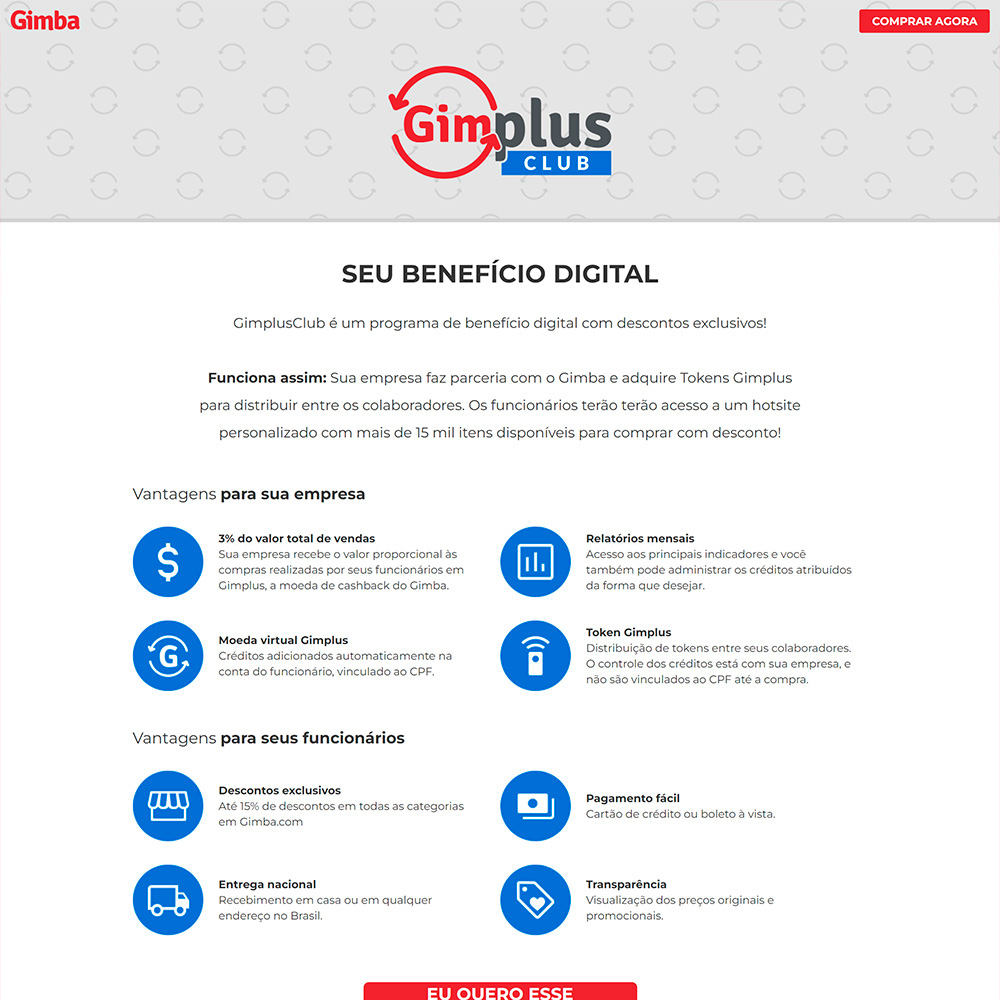 Gimba
COMPRAR AGORA
Gimplus
CLUB
SEU BENEFÍCIO DIGITAL
GimplusClub é um programa de benefício digital com descontos exclusivos!
Funciona assim: Sua empresa faz parceria com o Gimba e adquire Tokens Gimplus
para distribuir entre os colaboradores. Os funcionários terão terão acesso a um hotsite
personalizado com mais de 15 mil itens disponíveis para comprar com desconto!
Vantagens para sua empresa
3% do valor total de vendas
Sua empresa recebe o valor proporcional às
compras realizadas por seus funcionários em
Gimplus, a moeda de cashback do Gimba.
Relatórios mensais
Acesso aos principais indicadores e você
também pode administrar os créditos atribuídos
da forma que desejar.
G
Moeda virtual Gimplus
Créditos adicionados automaticamente na
conta do funcionário, vinculado ao CPF.
Token Gimplus
Distribuição de tokens entre seus colaboradores.
O controle dos créditos está com sua empresa, e
não são vinculados ao CPF até a compra.
Vantagens para seus funcionários
Descontos exclusivos
Até 15% de descontos em todas as categorias
em Gimba.com
Pagamento fácil
Cartão de crédito ou boleto à vista.
Entrega nacional
Recebimento em casa ou em qualquer
endereço no Brasil.
Transparência
Visualização dos preços originais e
promocionais.
EU QUERO ESSE